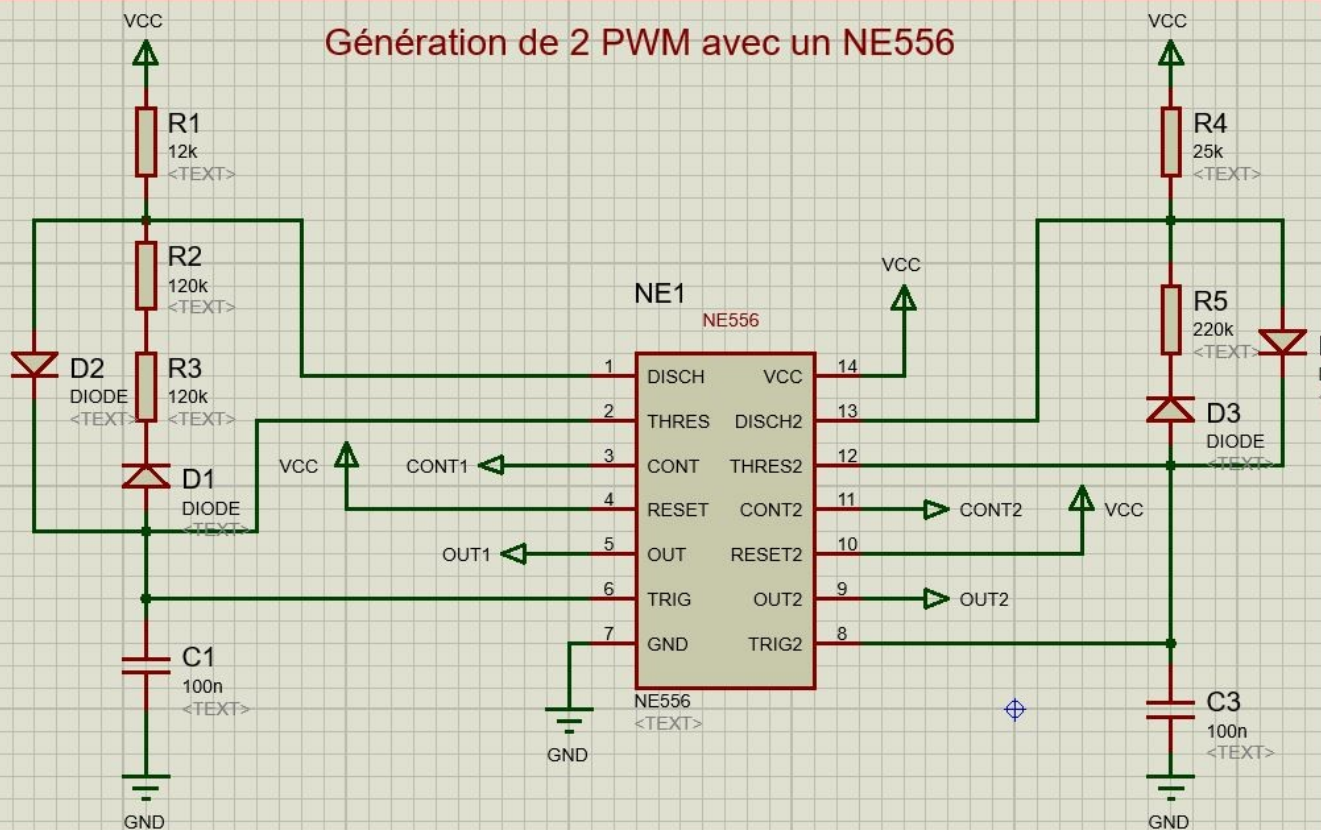 Génération de 2 PWM avec un NE556
VCC
R1
12k
<TEXT>
R2
120k
<TEXT>
R3
120k
<TEXT>
D2
DIODE
<TEXT>
D1
DIODE
<TEXT>
C1
100n
<TEXT>
GND
VCC
CONT1
OUT1
GND
NE1
NE556
1 DISCH
2 THRES
3 CONT
4 RESET
5 OUT
6 TRIG
7 GND
VCC 14
DISCH2 13
THRES2 12
CONT2 11
RESET2 10
OUT2 9
TRIG2 8
NE556
<TEXT>
VCC
CONT2
VCC
OUT2
VCC
R4
25k
<TEXT>
R5
220k
<TEXT>
D3
DIODE
<TEXT>
C3
100n
<TEXT>
GND